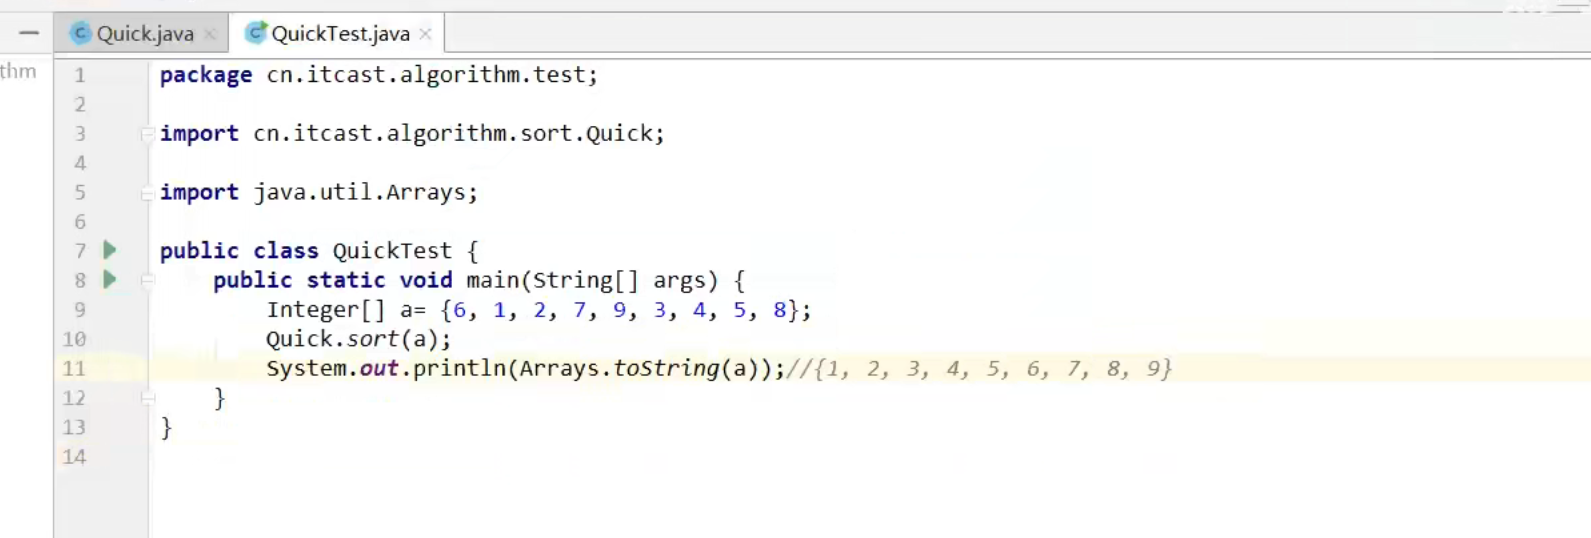 Quick.java
QuickTest.java
thm
1 package cn.itcast.algorithm.test;
2
3 import cn.itcast.algorithm.sort.Quick;
4
5 import java.util.Arrays;
6
7 public class QuickTest {
8 public static void main(String[] args) {
9 Integer[] a= {6, 1, 2, 7, 9, 3, 4, 5, 8};
10 Quick.sort(a);
11 System.out.println(Arrays.toString(a));//{1, 2, 3, 4, 5, 6, 7, 8, 9}
12 }
13 }
14